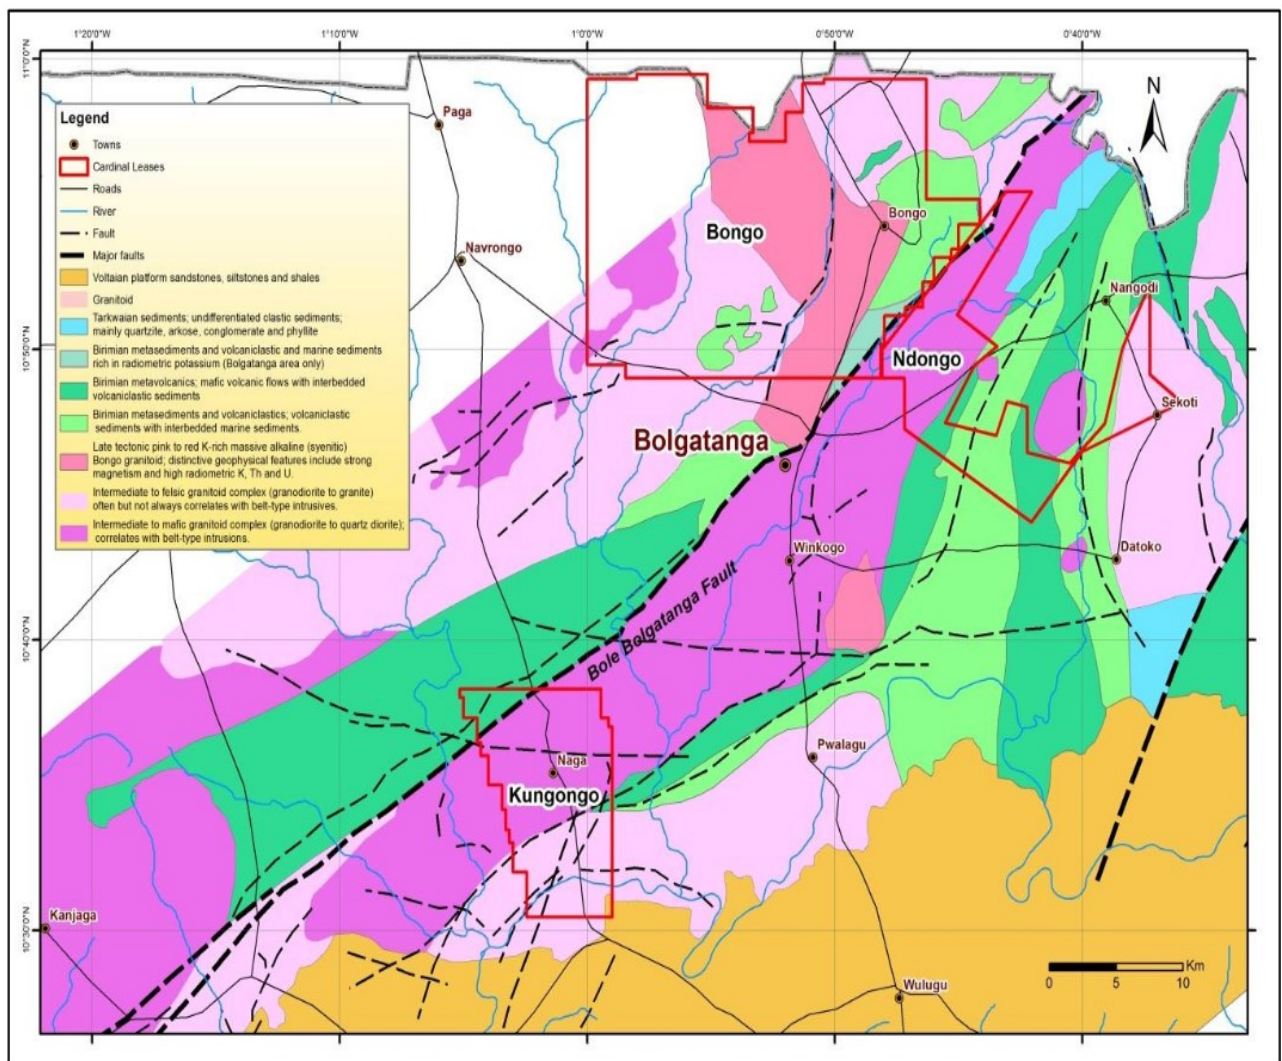 1°20'0"W 1°10'0"W 1°0'0"W 0°50'0"W 0°40'0"W
11°0'0"N
10°50'0"N
10°40'0"N
10°30'0"N
N
Legend
Towns
Cardinal Leases
Roads
River
Fault
Major faults
Voltaian platform sandstones, siltstones and shales
Granitoid
Tarkwaian sediments; undifferentiated clastic sediments;
mainly quartzite, arkose, conglomerate and phyllite
Birimian metasediments and volcaniclastic and marine sediments
rich in radiometric potassium (Bolgatanga area only)
Birimian metavolcanics; mafic volcanic flows with interbedded
volcaniclastic sediments
Birimian metasediments and volcaniclastics; volcaniclastic
sediments with interbedded marine sediments.
Late tectonic pink to red K-rich massive alkaline (syenitic)
Bongo granitoid; distinctive geophysical features include strong
magnetism and high radiometric K, Th and U.
Intermediate to felsic granitoid complex (granodiorite to granite)
often but not always correlates with belt-type intrusives.
Intermediate to mafic granitoid complex (granodiorite to quartz diorite);
correlates with belt-type intrusions.
Paga
Navrongo
Bongo
Bongo
Nangodi
Ndongo
Sekoti
Bolgatanga
Winkogo
Datoko
Bole Bolgatanga Fault
Pwalagu
Naga
Kungongo
Kanjaga
Wulugu
Km
0 5 10